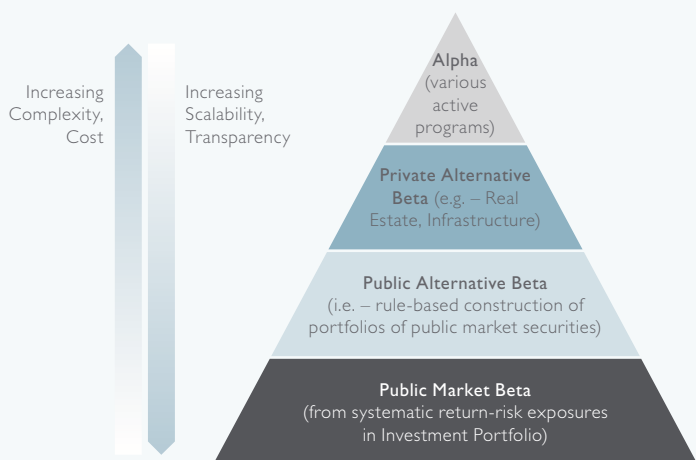 Increasing
Complexity,
Cost
Increasing
Scalability,
Transparency
Alpha
(various
active
programs)
Private Alternative
Beta (e.g. – Real
Estate, Infrastructure)
Public Alternative Beta
(i.e. – rule-based construction of
portfolios of public market securities)
Public Market Beta
(from systematic return-risk exposures
in Investment Portfolio)